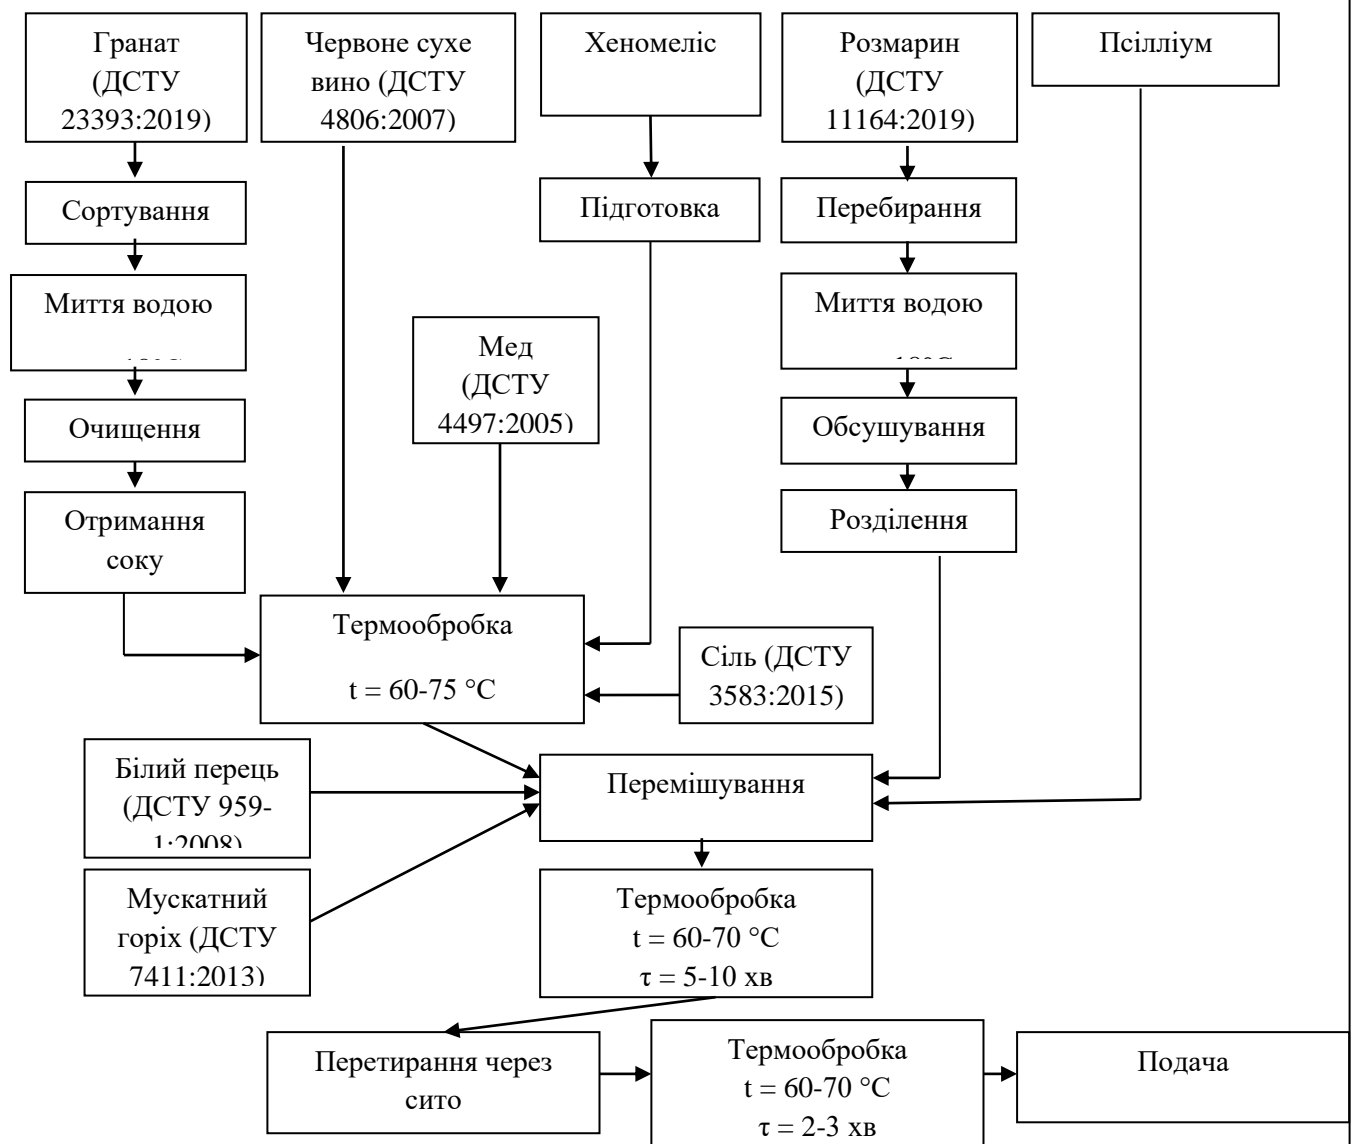 Гранат
(ДСТУ
23393:2019)
Червоне сухе
вино (ДСТУ
4806:2007)
Хеномеліс
Розмарин
(ДСТУ
11164:2019)
Псілліум
Сортування
Підготовка
Перебирання
Миття водою
Миття водою
Мед
(ДСТУ
4497:2005)
Очищення
Обсушування
Отримання
соку
Розділення
Термообробка
t = 60-75 °С
Сіль (ДСТУ
3583:2015)
Білий перець
(ДСТУ 959-
1:2008)
Перемішування
Мускатний
горіх (ДСТУ
7411:2013)
Термообробка
t = 60-70 °С
τ = 5-10 хв
Перетирання через
сито
Термообробка
t = 60-70 °С
τ = 2-3 хв
Подача